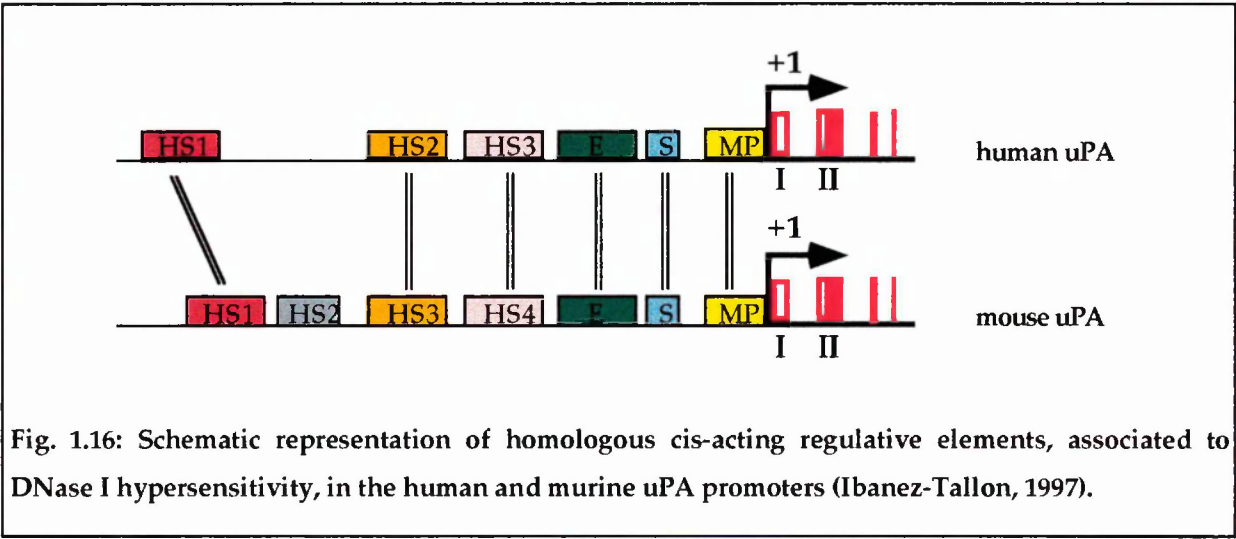 +1
HS1 HS2 HS3 E S MP human uPA
I II
+1
HS1 HS2 HS3 HS4 E S MP mouse uPA
I II
Fig. 1.16: Schematic representation of homologous cis-acting regulative elements, associated to
DNase I hypersensitivity, in the human and murine uPA promoters (Ibanez-Tallon, 1997).